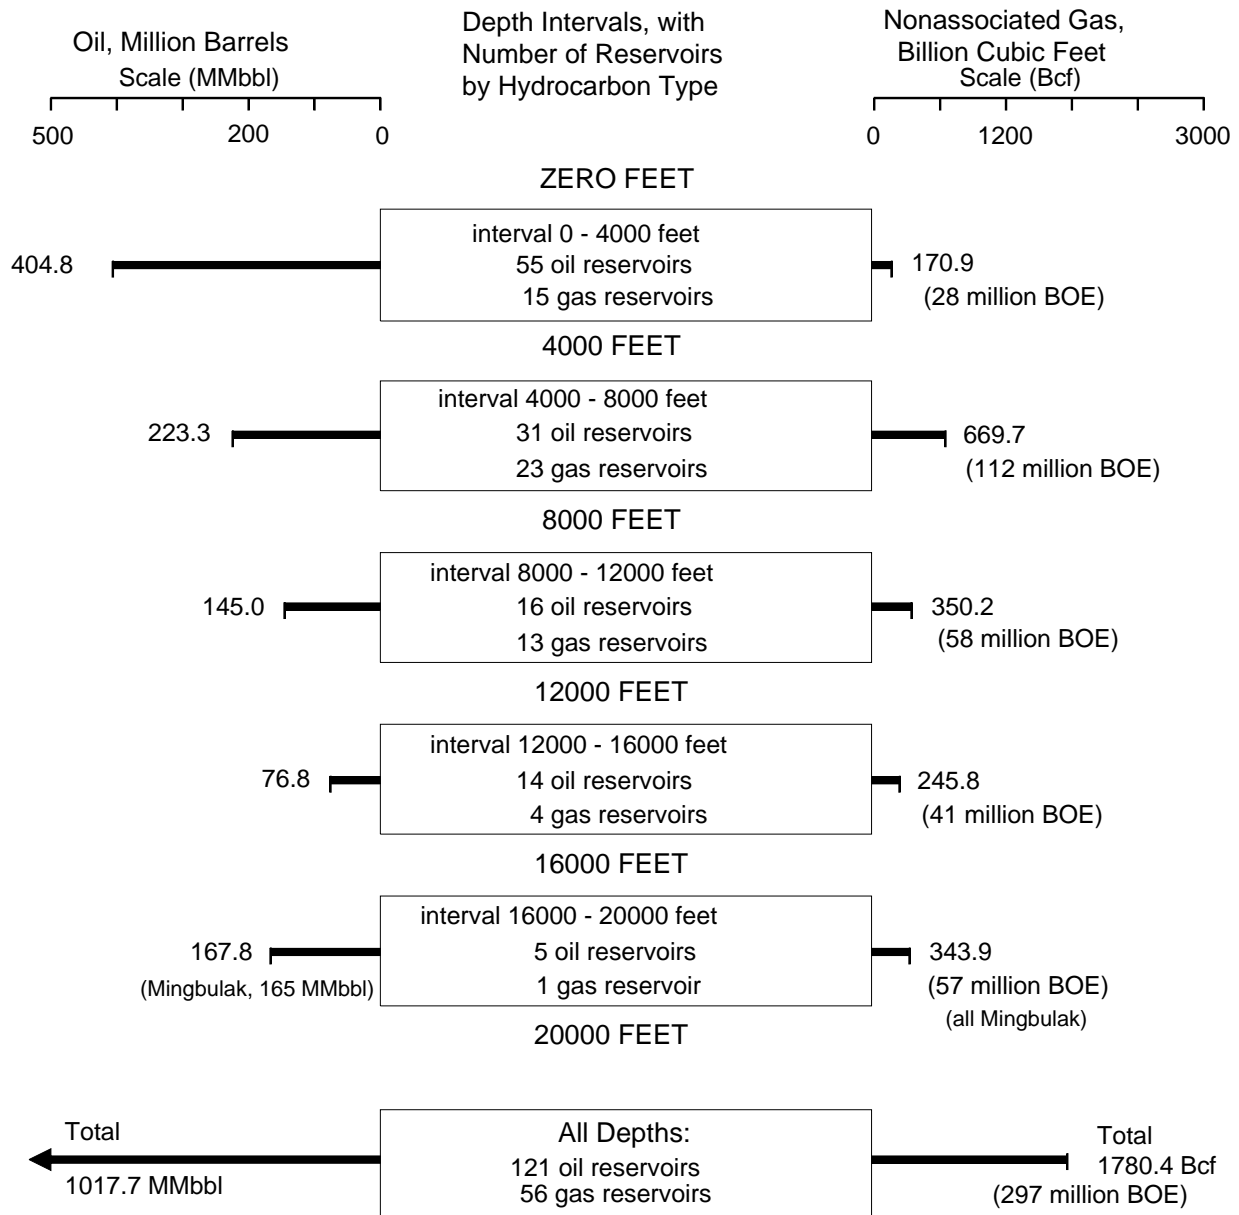 Oil, Million Barrels
Scale (MMbbl)
500 200 0
Depth Intervals, with
Number of Reservoirs
by Hydrocarbon Type
Nonassociated Gas,
Billion Cubic Feet
Scale (Bcf)
0 1200 3000
ZERO FEET
interval 0 - 4000 feet
404.8 55 oil reservoirs 170.9
15 gas reservoirs (28 million BOE)
4000 FEET
interval 4000 - 8000 feet
223.3 31 oil reservoirs 669.7
23 gas reservoirs (112 million BOE)
8000 FEET
interval 8000 - 12000 feet
145.0 16 oil reservoirs 350.2
13 gas reservoirs (58 million BOE)
12000 FEET
interval 12000 - 16000 feet
76.8 14 oil reservoirs 245.8
4 gas reservoirs (41 million BOE)
16000 FEET
interval 16000 - 20000 feet
167.8 5 oil reservoirs 343.9
(Mingbulak, 165 MMbbl) 1 gas reservoir (57 million BOE)
(all Mingbulak)
20000 FEET
Total All Depths: Total
121 oil reservoirs 1780.4 Bcf
1017.7 MMbbl 56 gas reservoirs (297 million BOE)